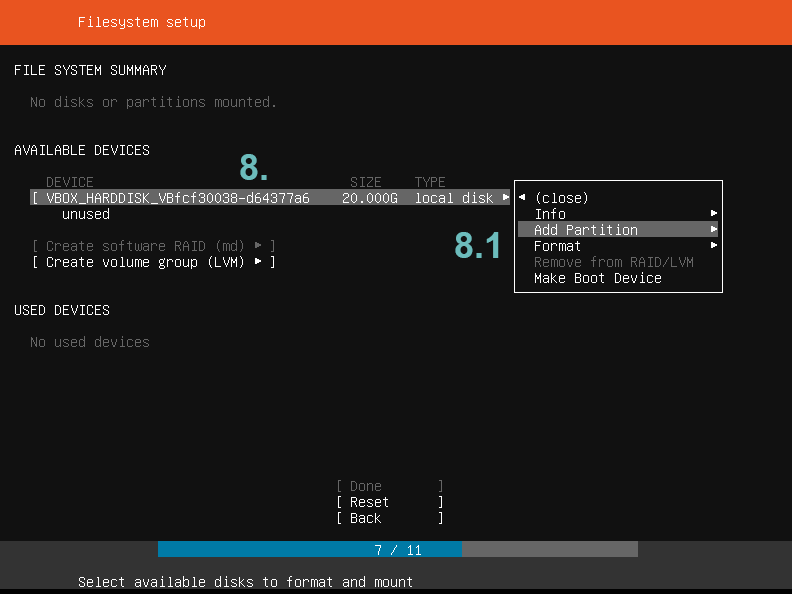 Filesystem setup
FILE SYSTEM SUMMARY
No disks or partitions mounted.
AVAILABLE DEVICES
8.
DEVICE SIZE TYPE
[ VBOX_HARDDISK_VBfcf30038-d64377a6 20.000G local disk ▸
unused
[ Create software RAID (md) ▸ ]
[ Create volume group (LVM) ▸ ]
8.1
◂ (close)
Info ▸
Add Partition ▸
Format ▸
Remove from RAID/LVM
Make Boot Device
USED DEVICES
No used devices
[ Done ]
[ Reset ]
[ Back ]
7 / 11
Select available disks to format and mount